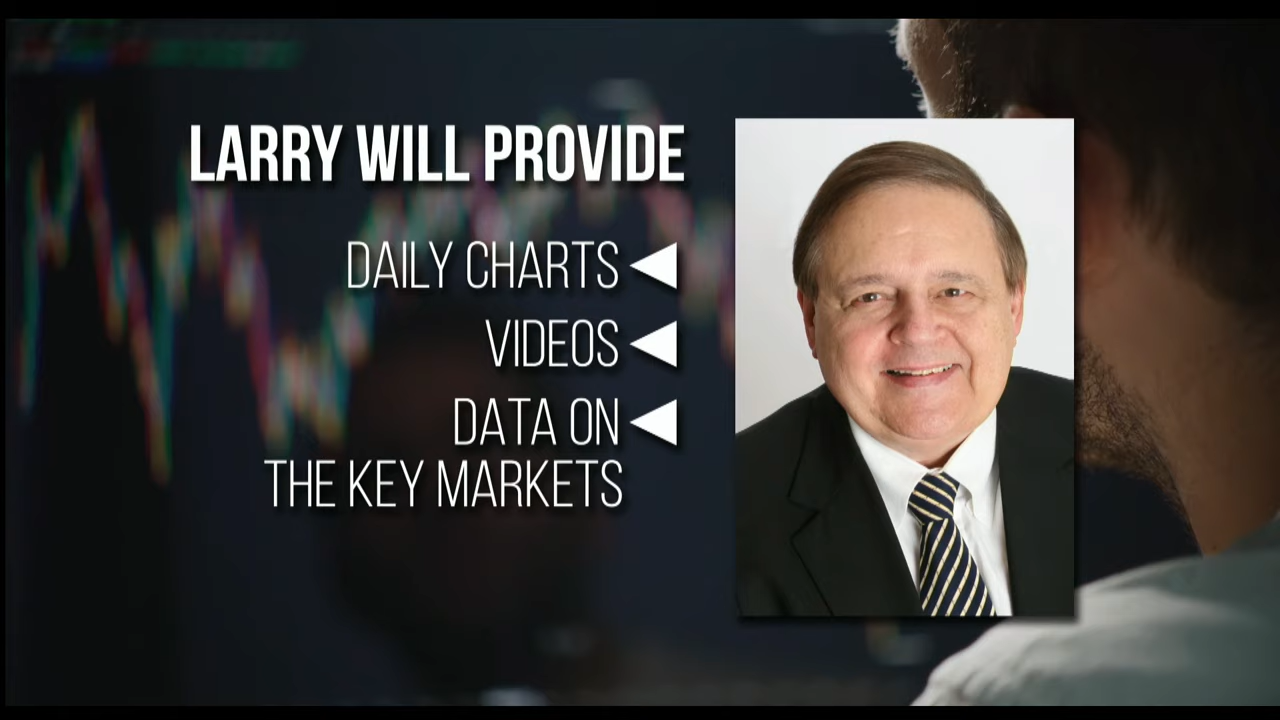 LARRY WILL PROVIDE
DAILY CHARTS
VIDEOS
DATA ON
THE KEY MARKETS